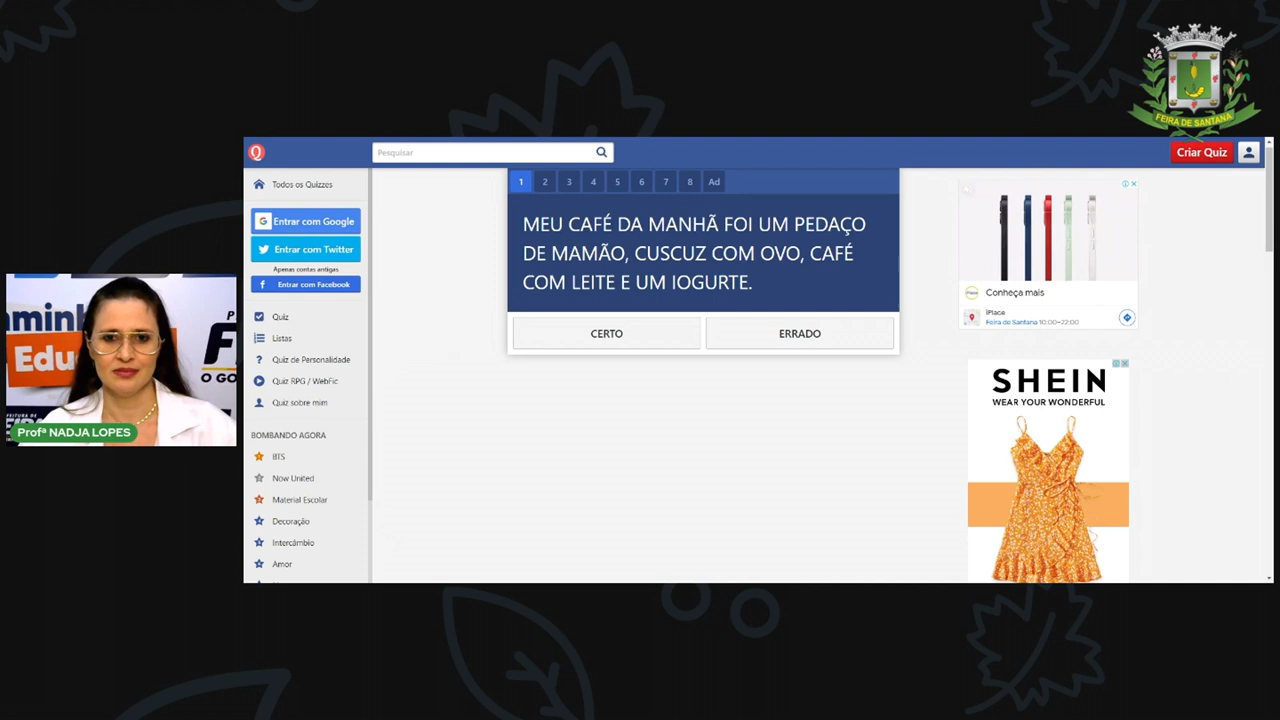 FEIRA DE SANTANA
Q
Pesquisar
Criar Quiz
Todos os Quizzes
G Entrar com Google
Entrar com Twitter
Apenas contas antigas
f Entrar com Facebook
Quiz
Listas
? Quiz de Personalidade
Quiz RPG / WebFic
Quiz sobre mim
BOMBANDO AGORA
BTS
Now United
Material Escolar
Decoração
Intercâmbio
Amor
1 2 3 4 5 6 7 8 Ad
MEU CAFÉ DA MANHÃ FOI UM PEDAÇO
DE MAMÃO, CUSCUZ COM OVO, CAFÉ
COM LEITE E UM IOGURTE.
CERTO
ERRADO
Conheça mais
iPlace
Feira de Santana 10:00–22:00
SHEIN
WEAR YOUR WONDERFUL
aminh
Edu
P
F
O GO
Profª NADJA LOPES